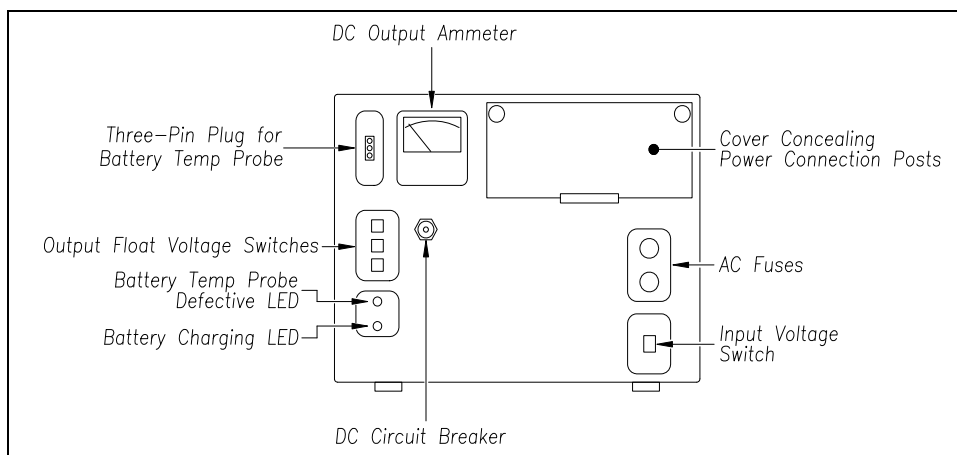 DC Output Ammeter
Three-Pin Plug for
Battery Temp Probe
Cover Concealing
Power Connection Posts
Output Float Voltage Switches
AC Fuses
Battery Temp Probe
Defective LED
Battery Charging LED
Input Voltage
Switch
DC Circuit Breaker